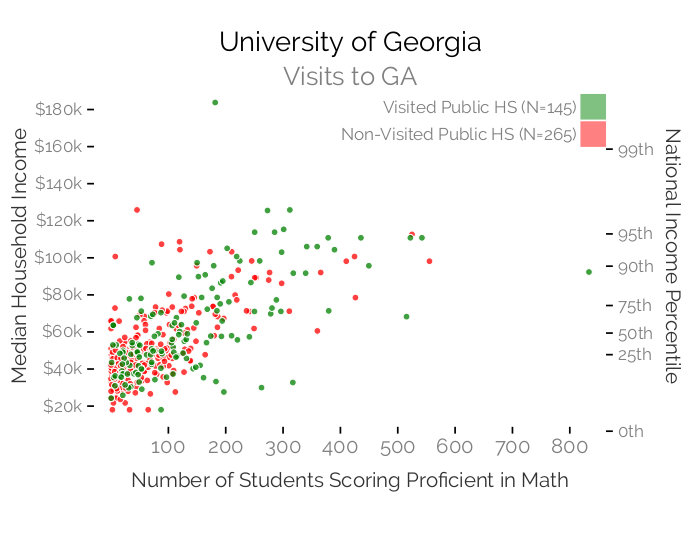 University of Georgia
Visits to GA
Visited Public HS (N=145)
Non-Visited Public HS (N=265)
Median Household Income
$180k
$160k
$140k
$120k
$100k
$80k
$60k
$40k
$20k
99th
95th
90th
75th
50th
25th
0th
National Income Percentile
100 200 300 400 500 600 700 800
Number of Students Scoring Proficient in Math